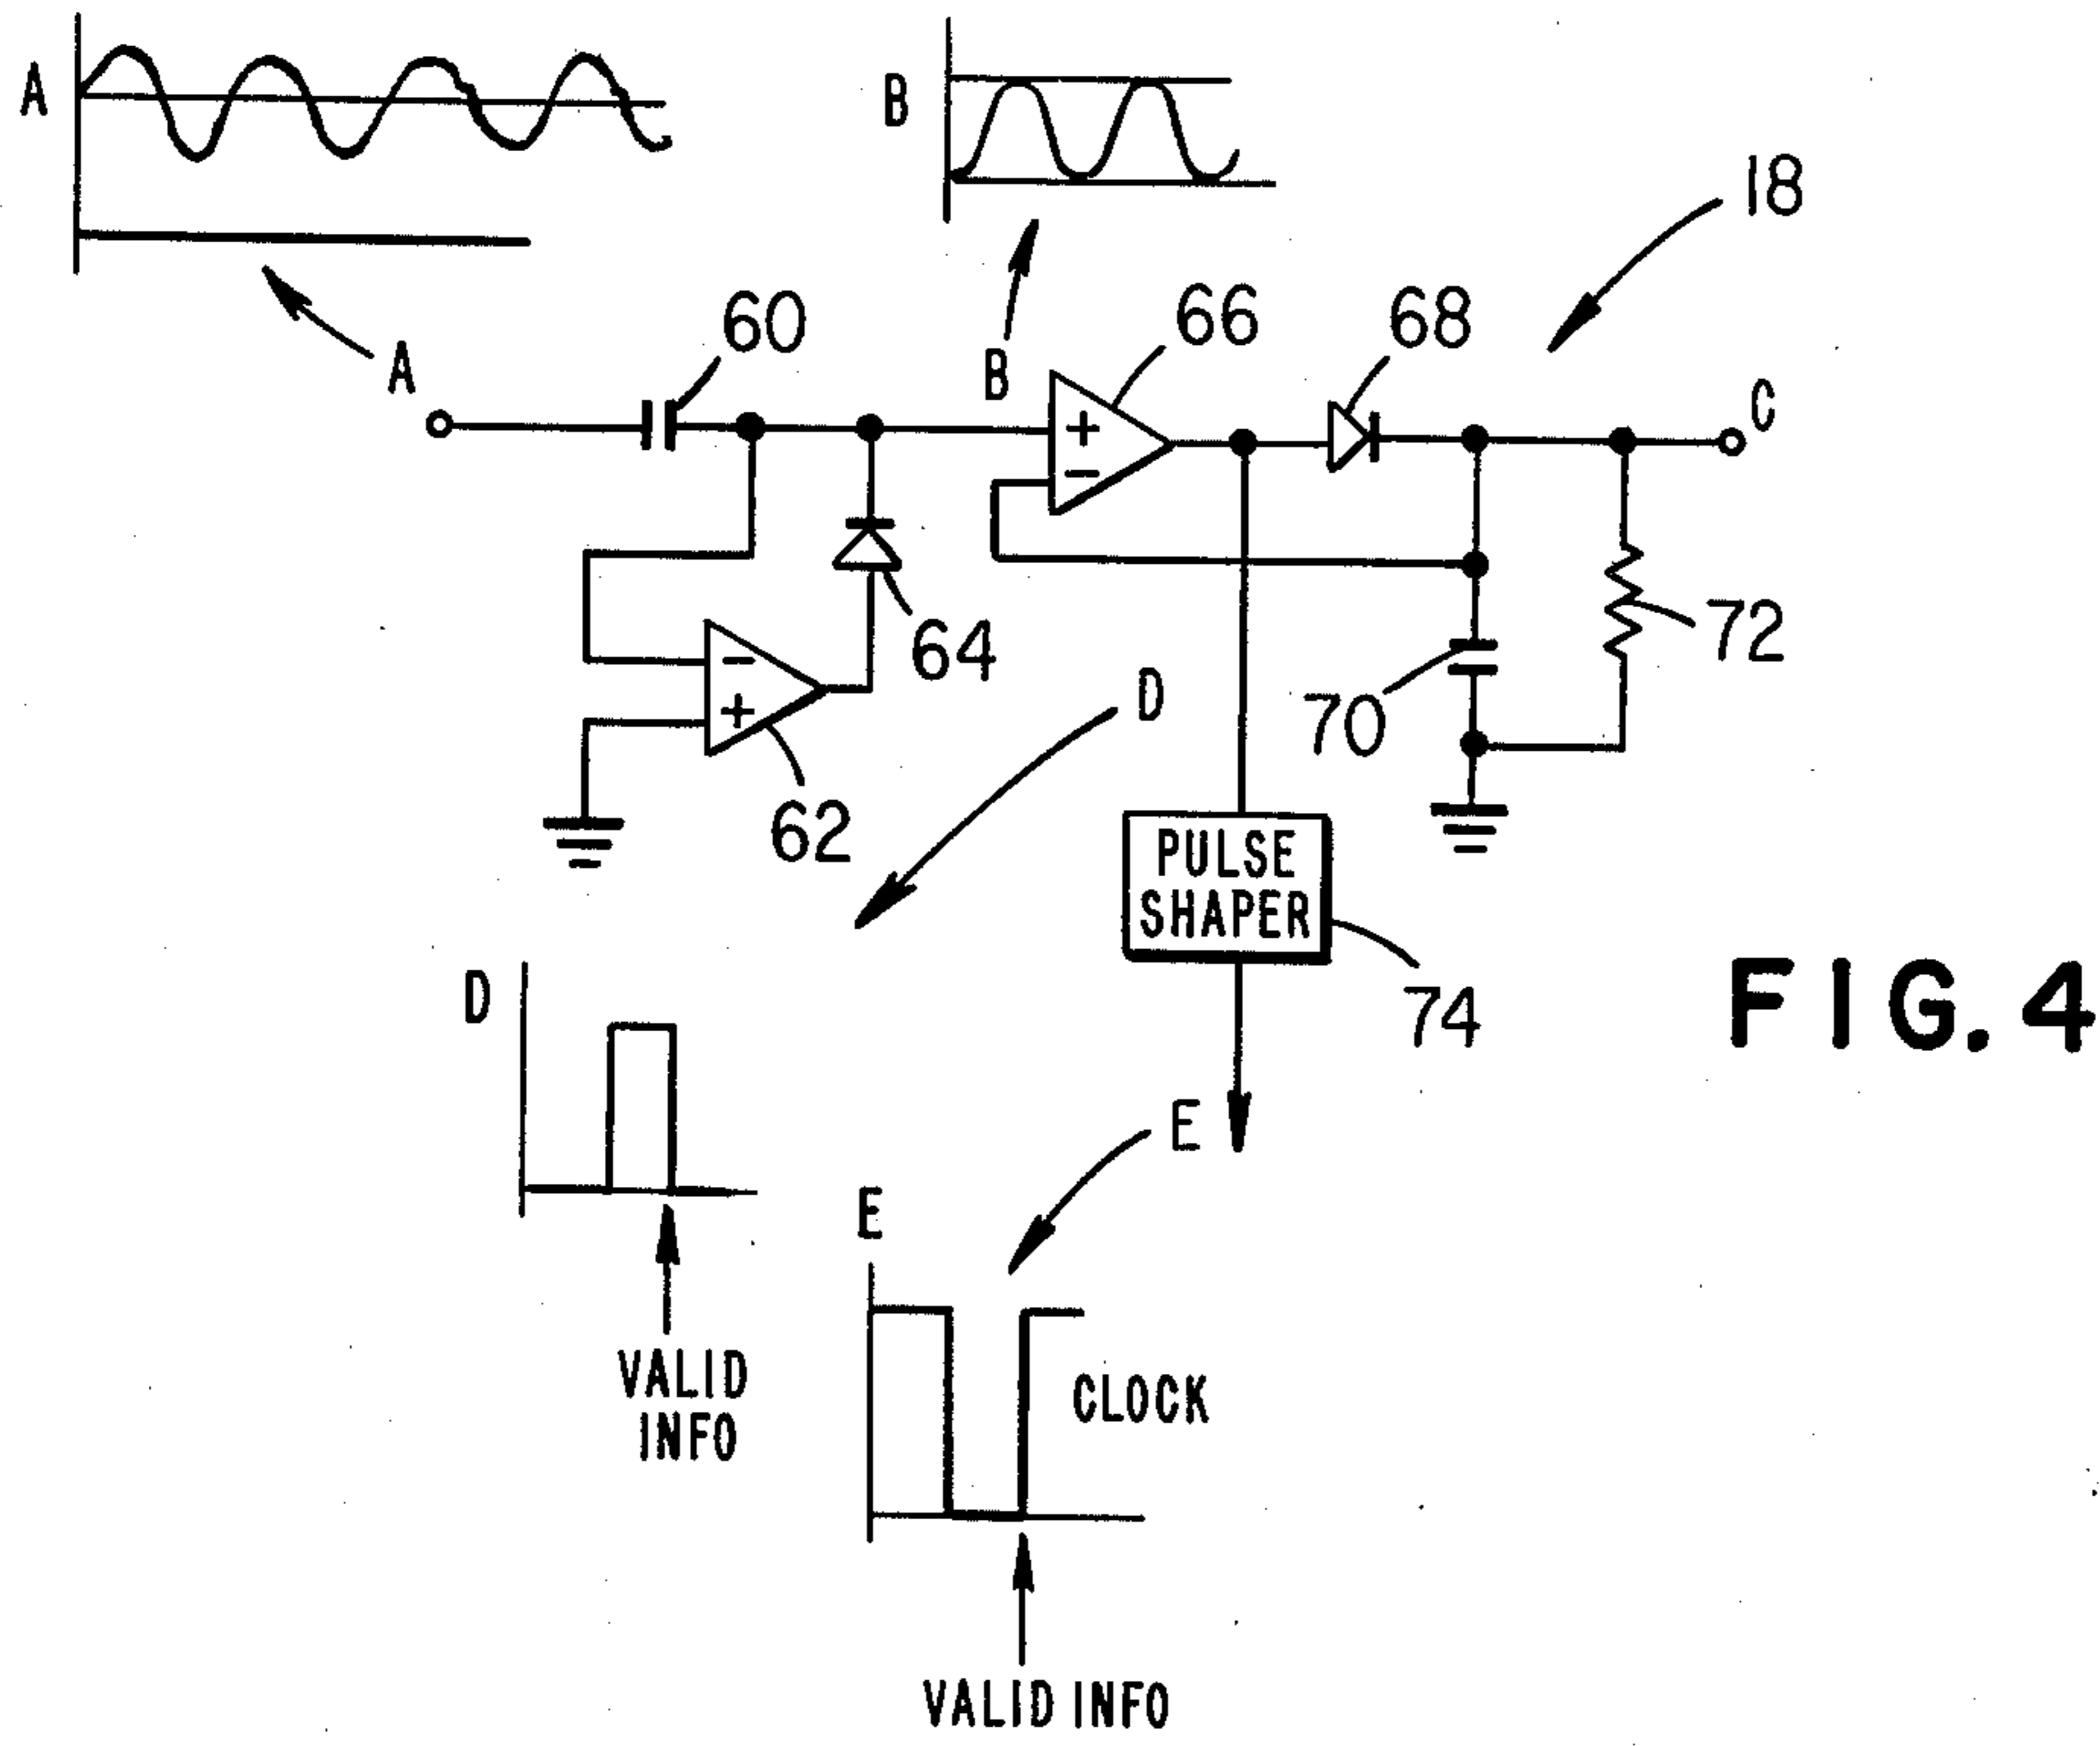 A
B
18
60
66
68
A
B
C
+
−
64
72
−
+
D
70
62
PULSE
SHAPER
D
74
FIG.4
E
E
VALID
INFO
CLOCK
VALID INFO